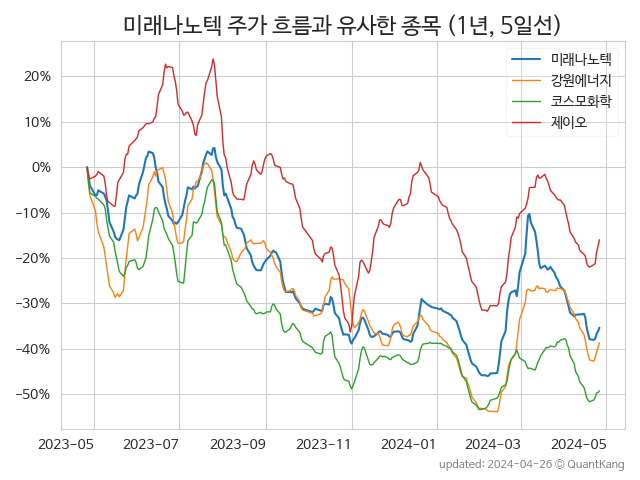 미래나노텍 주가 흐름과 유사한 종목 (1년, 5일선)
미래나노텍
강원에너지
코스모화학
제이오
20%
10%
0%
−10%
−20%
−30%
−40%
−50%
2023-05 2023-07 2023-09 2023-11 2024-01 2024-03 2024-05
updated: 2024-04-26 © QuantKang